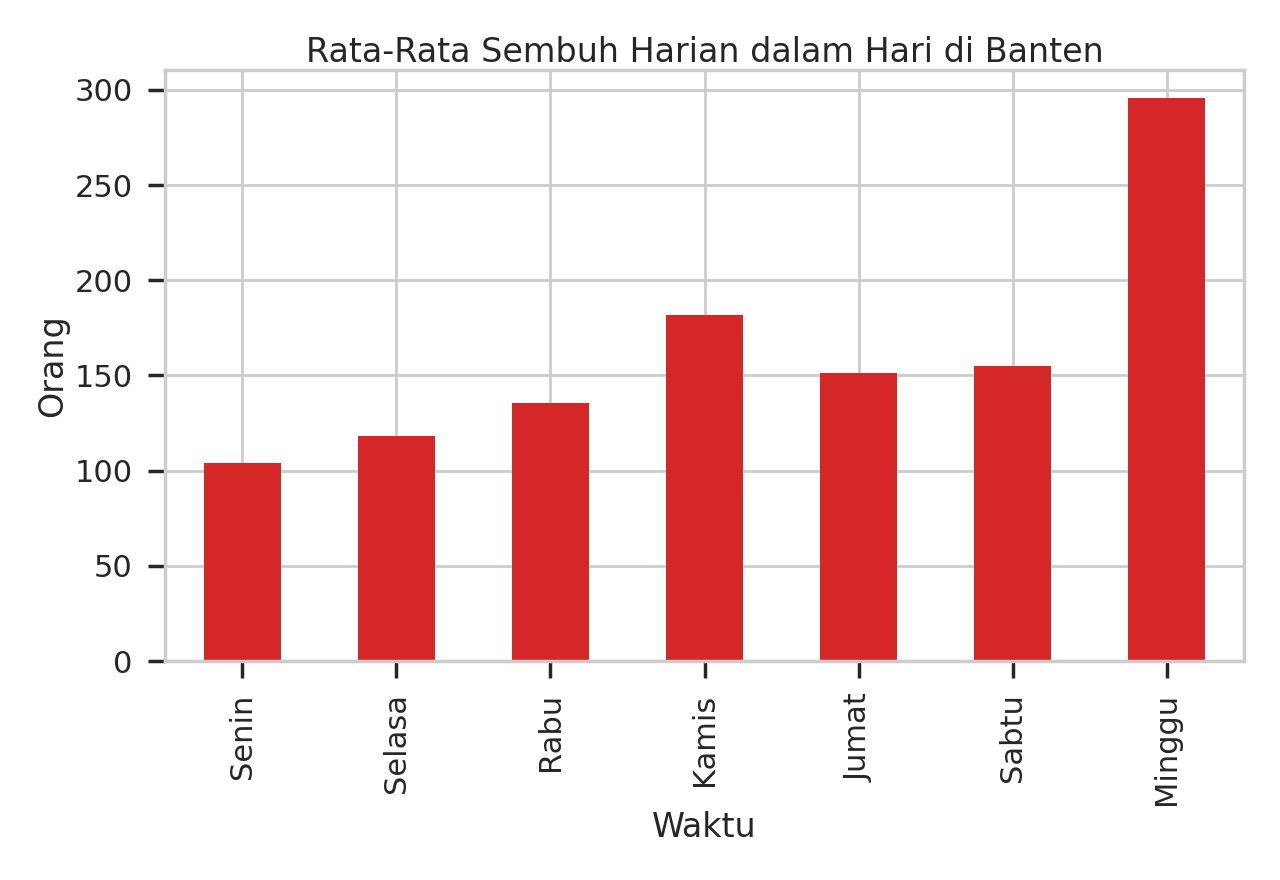 Rata-Rata Sembuh Harian dalam Hari di Banten
300
250
200
150
100
50
0
Orang
Senin
Selasa
Rabu
Kamis
Jumat
Sabtu
Minggu
Waktu